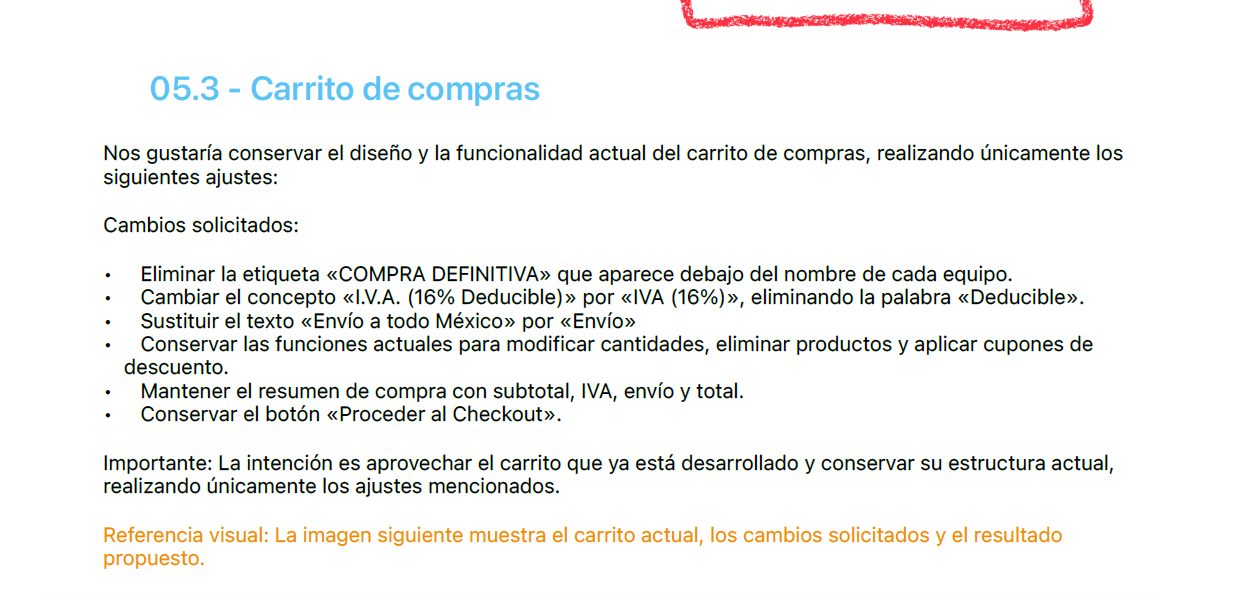 05.3 - Carrito de compras
Nos gustaría conservar el diseño y la funcionalidad actual del carrito de compras, realizando únicamente los
siguientes ajustes:
Cambios solicitados:
• Eliminar la etiqueta «COMPRA DEFINITIVA» que aparece debajo del nombre de cada equipo.
• Cambiar el concepto «I.V.A. (16% Deducible)» por «IVA (16%)», eliminando la palabra «Deducible».
• Sustituir el texto «Envío a todo México» por «Envío»
• Conservar las funciones actuales para modificar cantidades, eliminar productos y aplicar cupones de
descuento.
• Mantener el resumen de compra con subtotal, IVA, envío y total.
• Conservar el botón «Proceder al Checkout».
Importante: La intención es aprovechar el carrito que ya está desarrollado y conservar su estructura actual,
realizando únicamente los ajustes mencionados.
Referencia visual: La imagen siguiente muestra el carrito actual, los cambios solicitados y el resultado
propuesto.